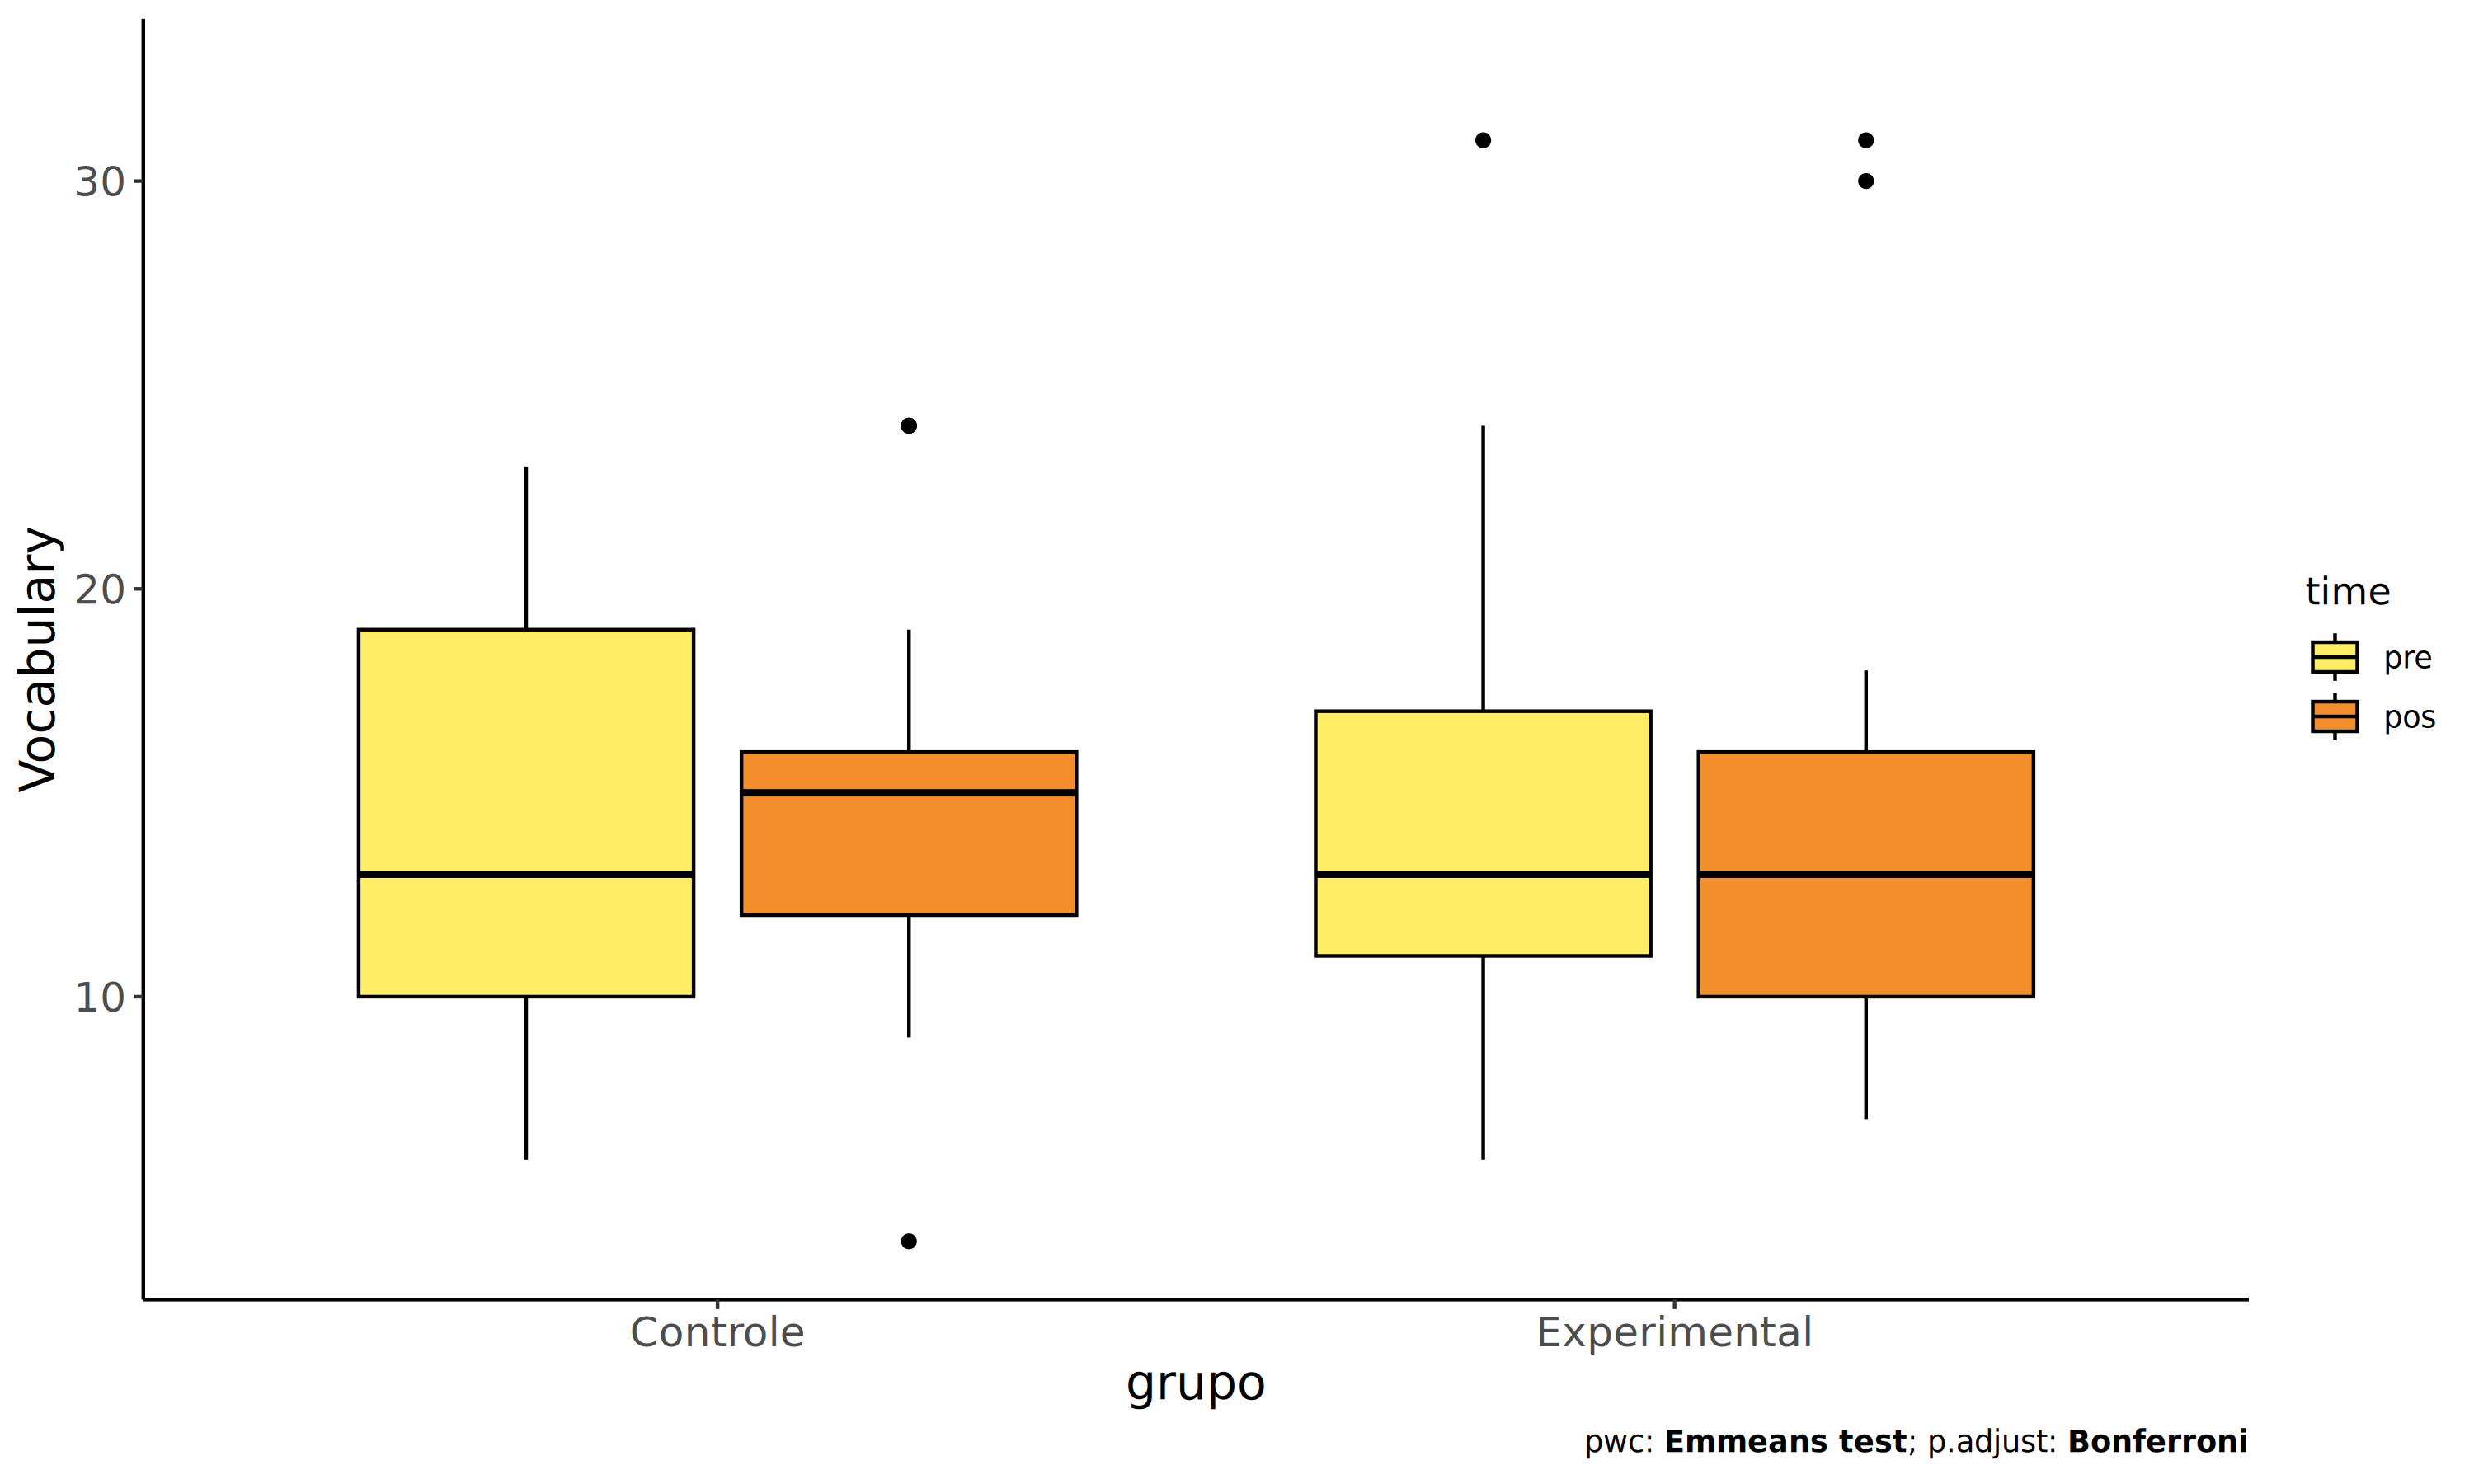 Vocabulary
30
20
10
Controle
Experimental
grupo
time
pre
pos
pwc: Emmeans test; p.adjust: Bonferroni